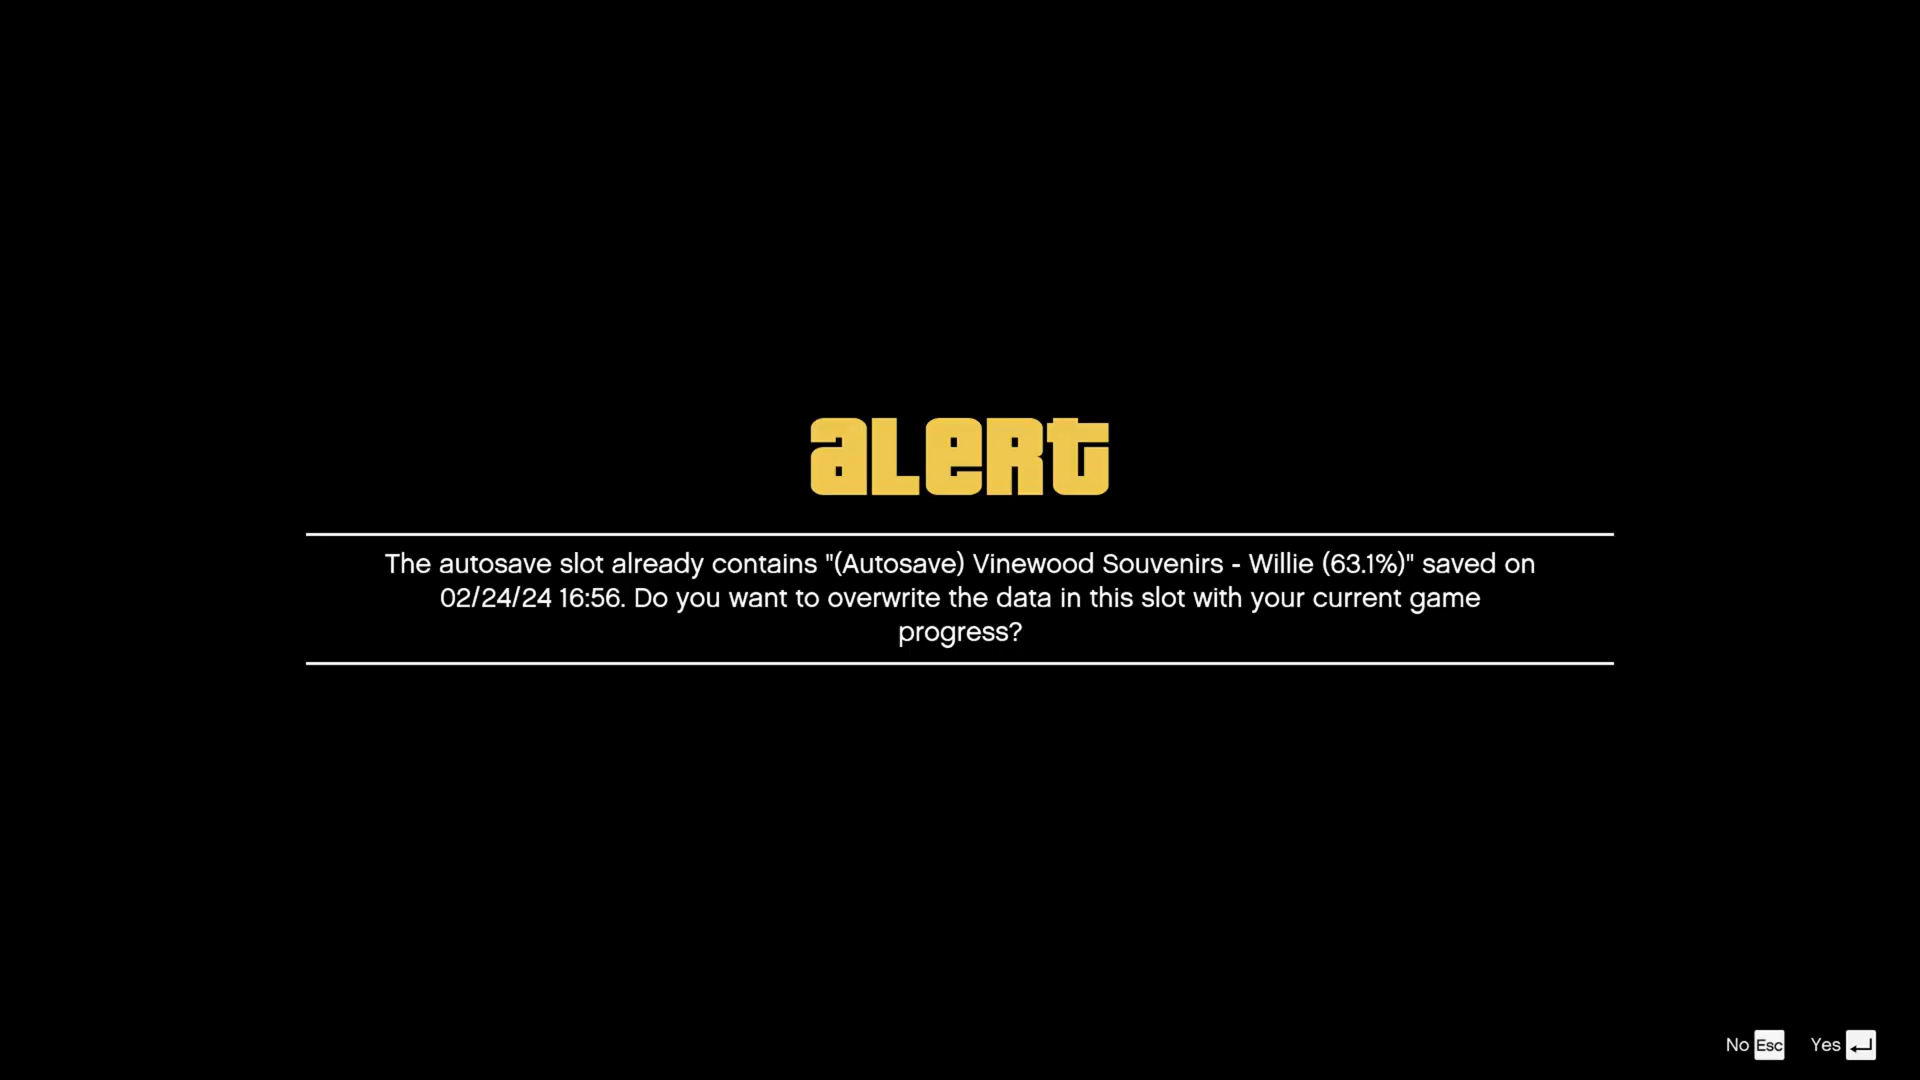 aLeRt
The autosave slot already contains "(Autosave) Vinewood Souvenirs - Willie (63.1%)" saved on
02/24/24 16:56. Do you want to overwrite the data in this slot with your current game
progress?
No Esc Yes